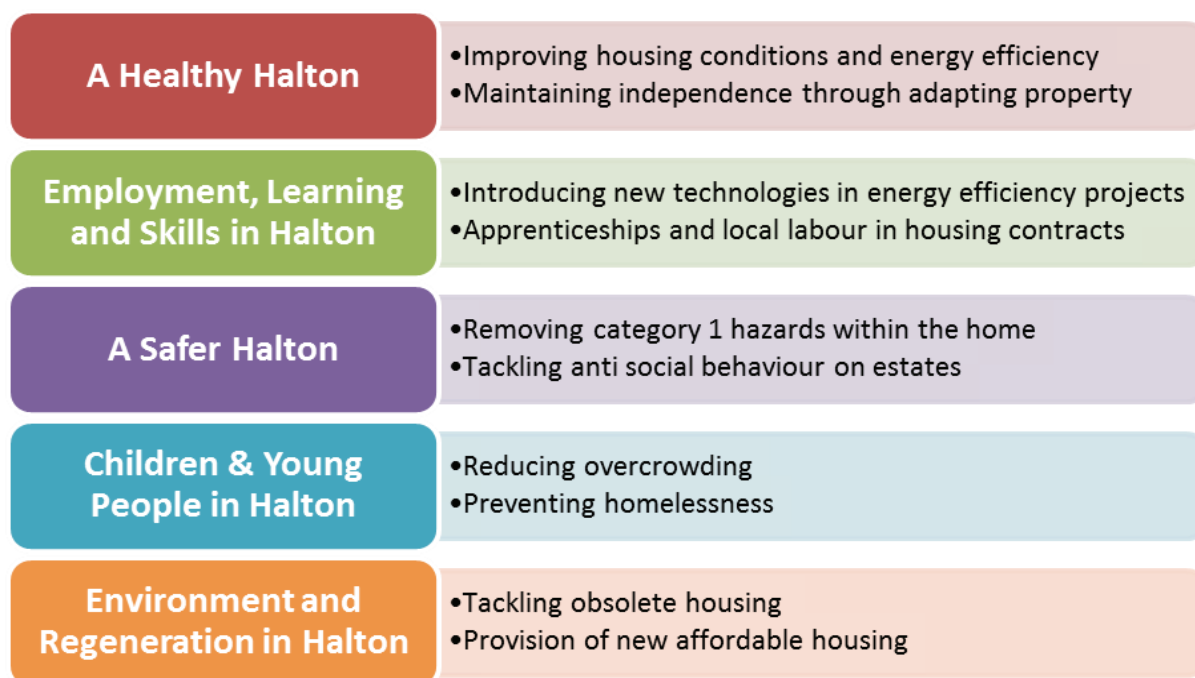 A Healthy Halton
•Improving housing conditions and energy efficiency
•Maintaining independence through adapting property
Employment, Learning
and Skills in Halton
•Introducing new technologies in energy efficiency projects
•Apprenticeships and local labour in housing contracts
A Safer Halton
•Removing category 1 hazards within the home
•Tackling anti social behaviour on estates
Children & Young
People in Halton
•Reducing overcrowding
•Preventing homelessness
Environment and
Regeneration in Halton
•Tackling obsolete housing
•Provision of new affordable housing